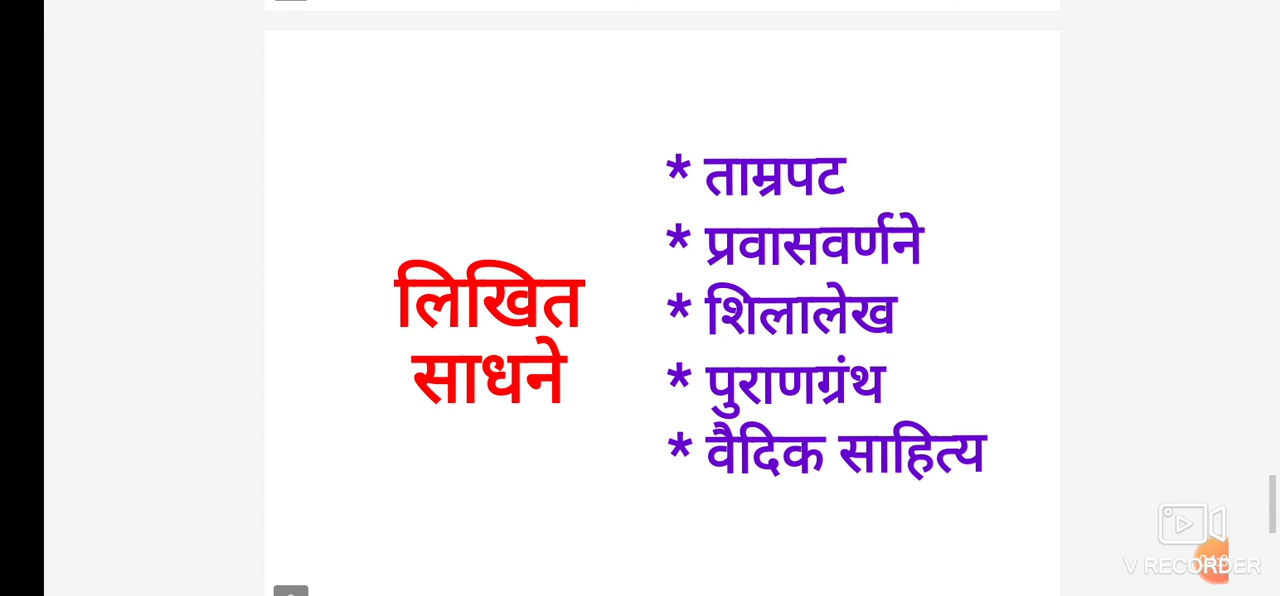 लिखित
साधने
* ताम्रपट
* प्रवासवर्णने
* शिलालेख
* पुराणग्रंथ
* वैदिक साहित्य
V RECORDER